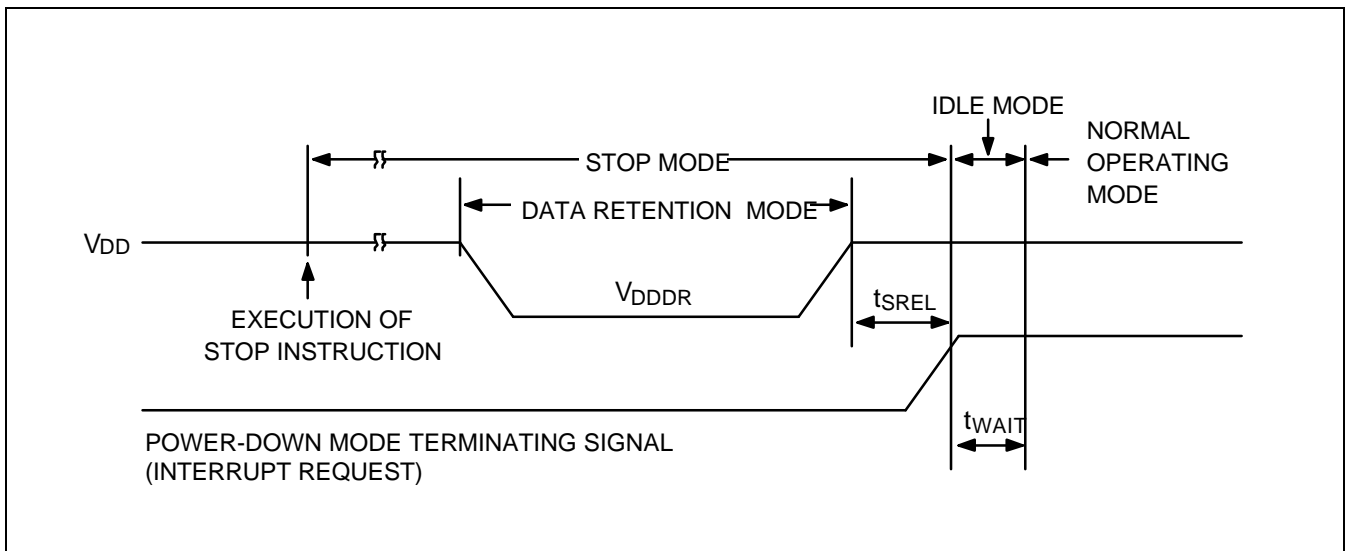 IDLE MODE
NORMAL
OPERATING
MODE
STOP MODE
DATA RETENTION MODE
VDD
VDDDR
tSREL
EXECUTION OF
STOP INSTRUCTION
tWAIT
POWER-DOWN MODE TERMINATING SIGNAL
(INTERRUPT REQUEST)